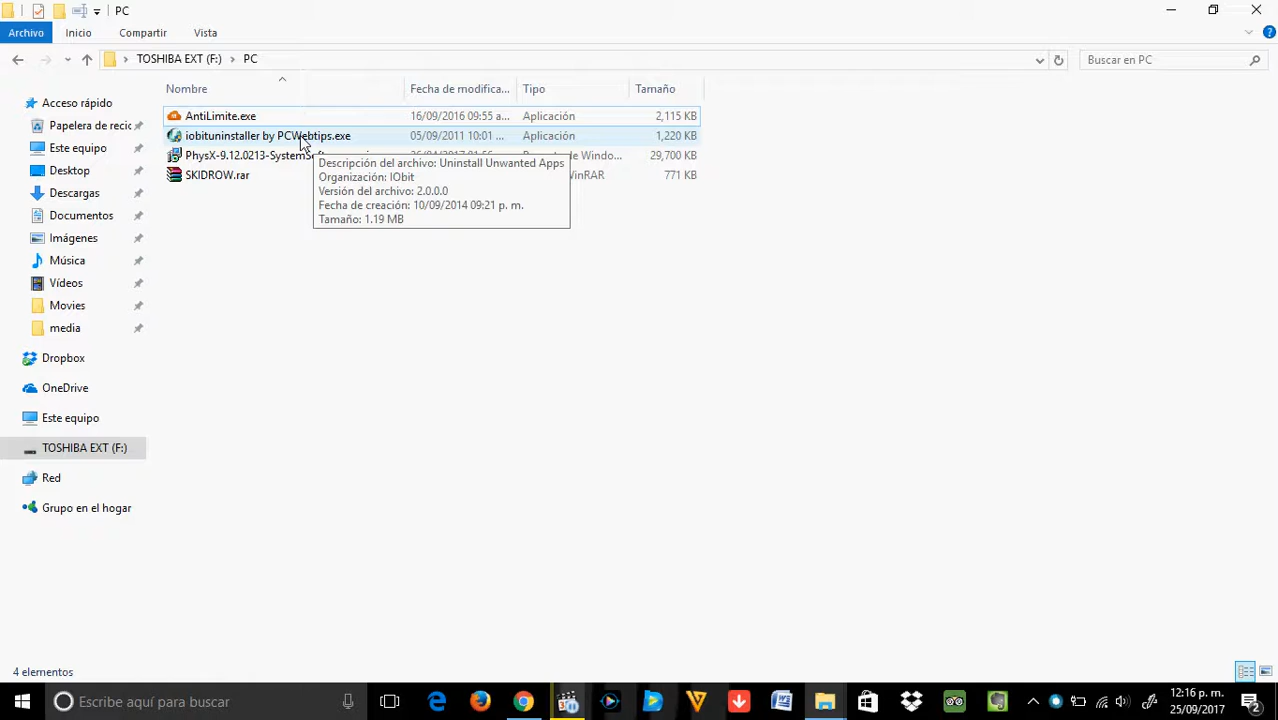 PC
Archivo Inicio Compartir Vista
TOSHIBA EXT (F:) PC Buscar en PC
Nombre Fecha de modifica... Tipo Tamaño
AntiLimite.exe 16/09/2016 09:55 a... Aplicación 2,115 KB
iobituninstaller by PCWebtips.exe 05/09/2011 10:01 ... Aplicación 1,220 KB
PhysX-9.12.0213-SystemS 29,700 KB
SKIDROW.rar WinRAR 771 KB
Descripción del archivo: Uninstall Unwanted Apps
Organización: IObit
Versión del archivo: 2.0.0.0
Fecha de creación: 10/09/2014 09:21 p. m.
Tamaño: 1.19 MB
Acceso rápido
Papelera de recic
Este equipo
Desktop
Descargas
Documentos
Imágenes
Música
Vídeos
Movies
media
Dropbox
OneDrive
Este equipo
TOSHIBA EXT (F:)
Red
Grupo en el hogar
4 elementos
Escribe aquí para buscar
12:16 p. m.
25/09/2017
2